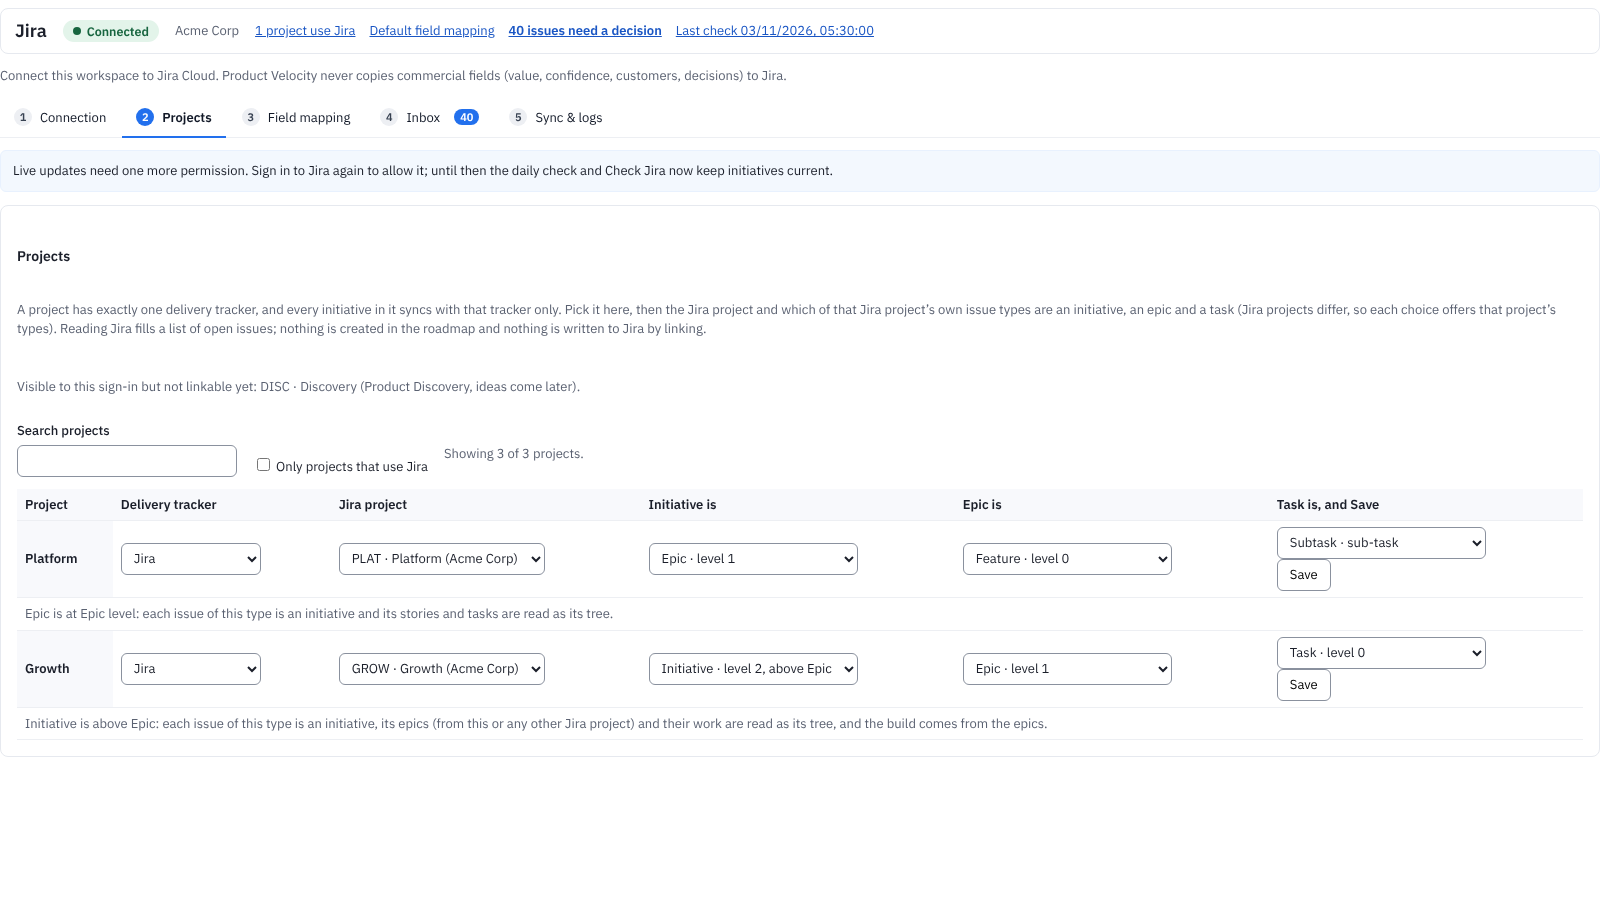 Jira Connected Acme Corp 1 project use Jira Default field mapping 40 issues need a decision Last check 03/11/2026, 05:30:00
Connect this workspace to Jira Cloud. Product Velocity never copies commercial fields (value, confidence, customers, decisions) to Jira.
1 Connection 2 Projects 3 Field mapping 4 Inbox 40 5 Sync & logs
Live updates need one more permission. Sign in to Jira again to allow it; until then the daily check and Check Jira now keep initiatives current.
Projects
A project has exactly one delivery tracker, and every initiative in it syncs with that tracker only. Pick it here, then the Jira project and which of that Jira project’s own issue types are an initiative, an epic and a task (Jira projects differ, so each choice offers that project’s
types). Reading Jira fills a list of open issues; nothing is created in the roadmap and nothing is written to Jira by linking.
Visible to this sign-in but not linkable yet: DISC · Discovery (Product Discovery, ideas come later).
Search projects
Only projects that use Jira Showing 3 of 3 projects.
Project Delivery tracker Jira project Initiative is Epic is Task is, and Save
Platform Jira PLAT · Platform (Acme Corp) Epic · level 1 Feature · level 0 Subtask · sub-task
Save
Epic is at Epic level: each issue of this type is an initiative and its stories and tasks are read as its tree.
Growth Jira GROW · Growth (Acme Corp) Initiative · level 2, above Epic Epic · level 1 Task · level 0
Save
Initiative is above Epic: each issue of this type is an initiative, its epics (from this or any other Jira project) and their work are read as its tree, and the build comes from the epics.